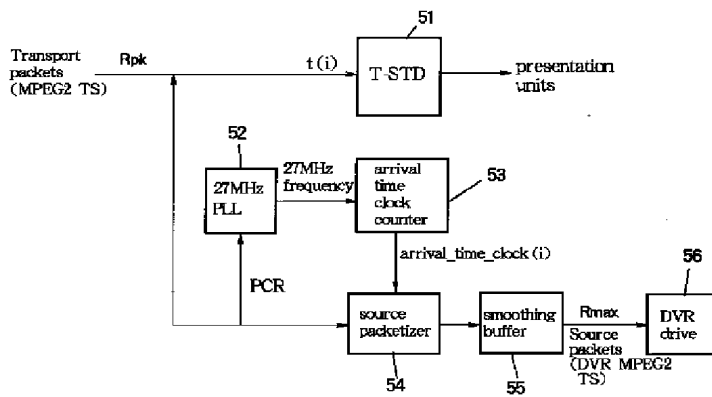 51
Transport
packets
(MPEG2 TS)
Rpk
t(i)
T-STD
presentation
units
52
27MHz
PLL
27MHz
frequency
arrival
time
clock
counter
53
arrival_time_clock(i)
PCR
source
packetizer
54
smoothing
buffer
55
Rmax
Source
packets
(DVR MPEG2
TS)
56
DVR
drive